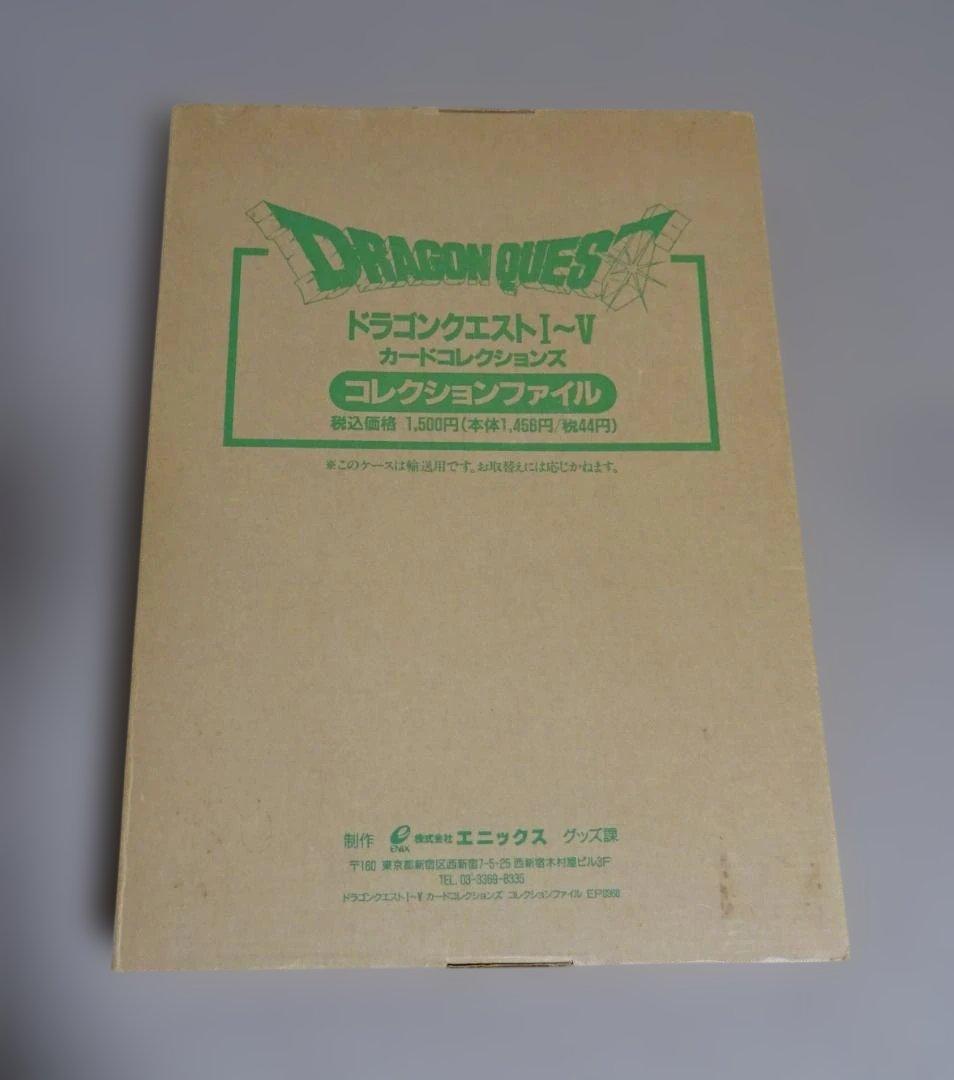 DRAGON QUEST
ドラゴンクエストⅠ～Ⅴ
カードコレクションズ
コレクションファイル
税込価格 1,500円(本体1,456円/税44円)
※このケースは輸送用です。お取替えには応じかねます。
制作 ENIX 株式会社 エニックス グッズ課
〒160 東京都新宿区西新宿7-5-25 西新宿木村屋ビル3F
TEL. 03-3369-8335
ドラゴンクエストⅠ～Ⅴ カードコレクションズ コレクションファイル EP0960